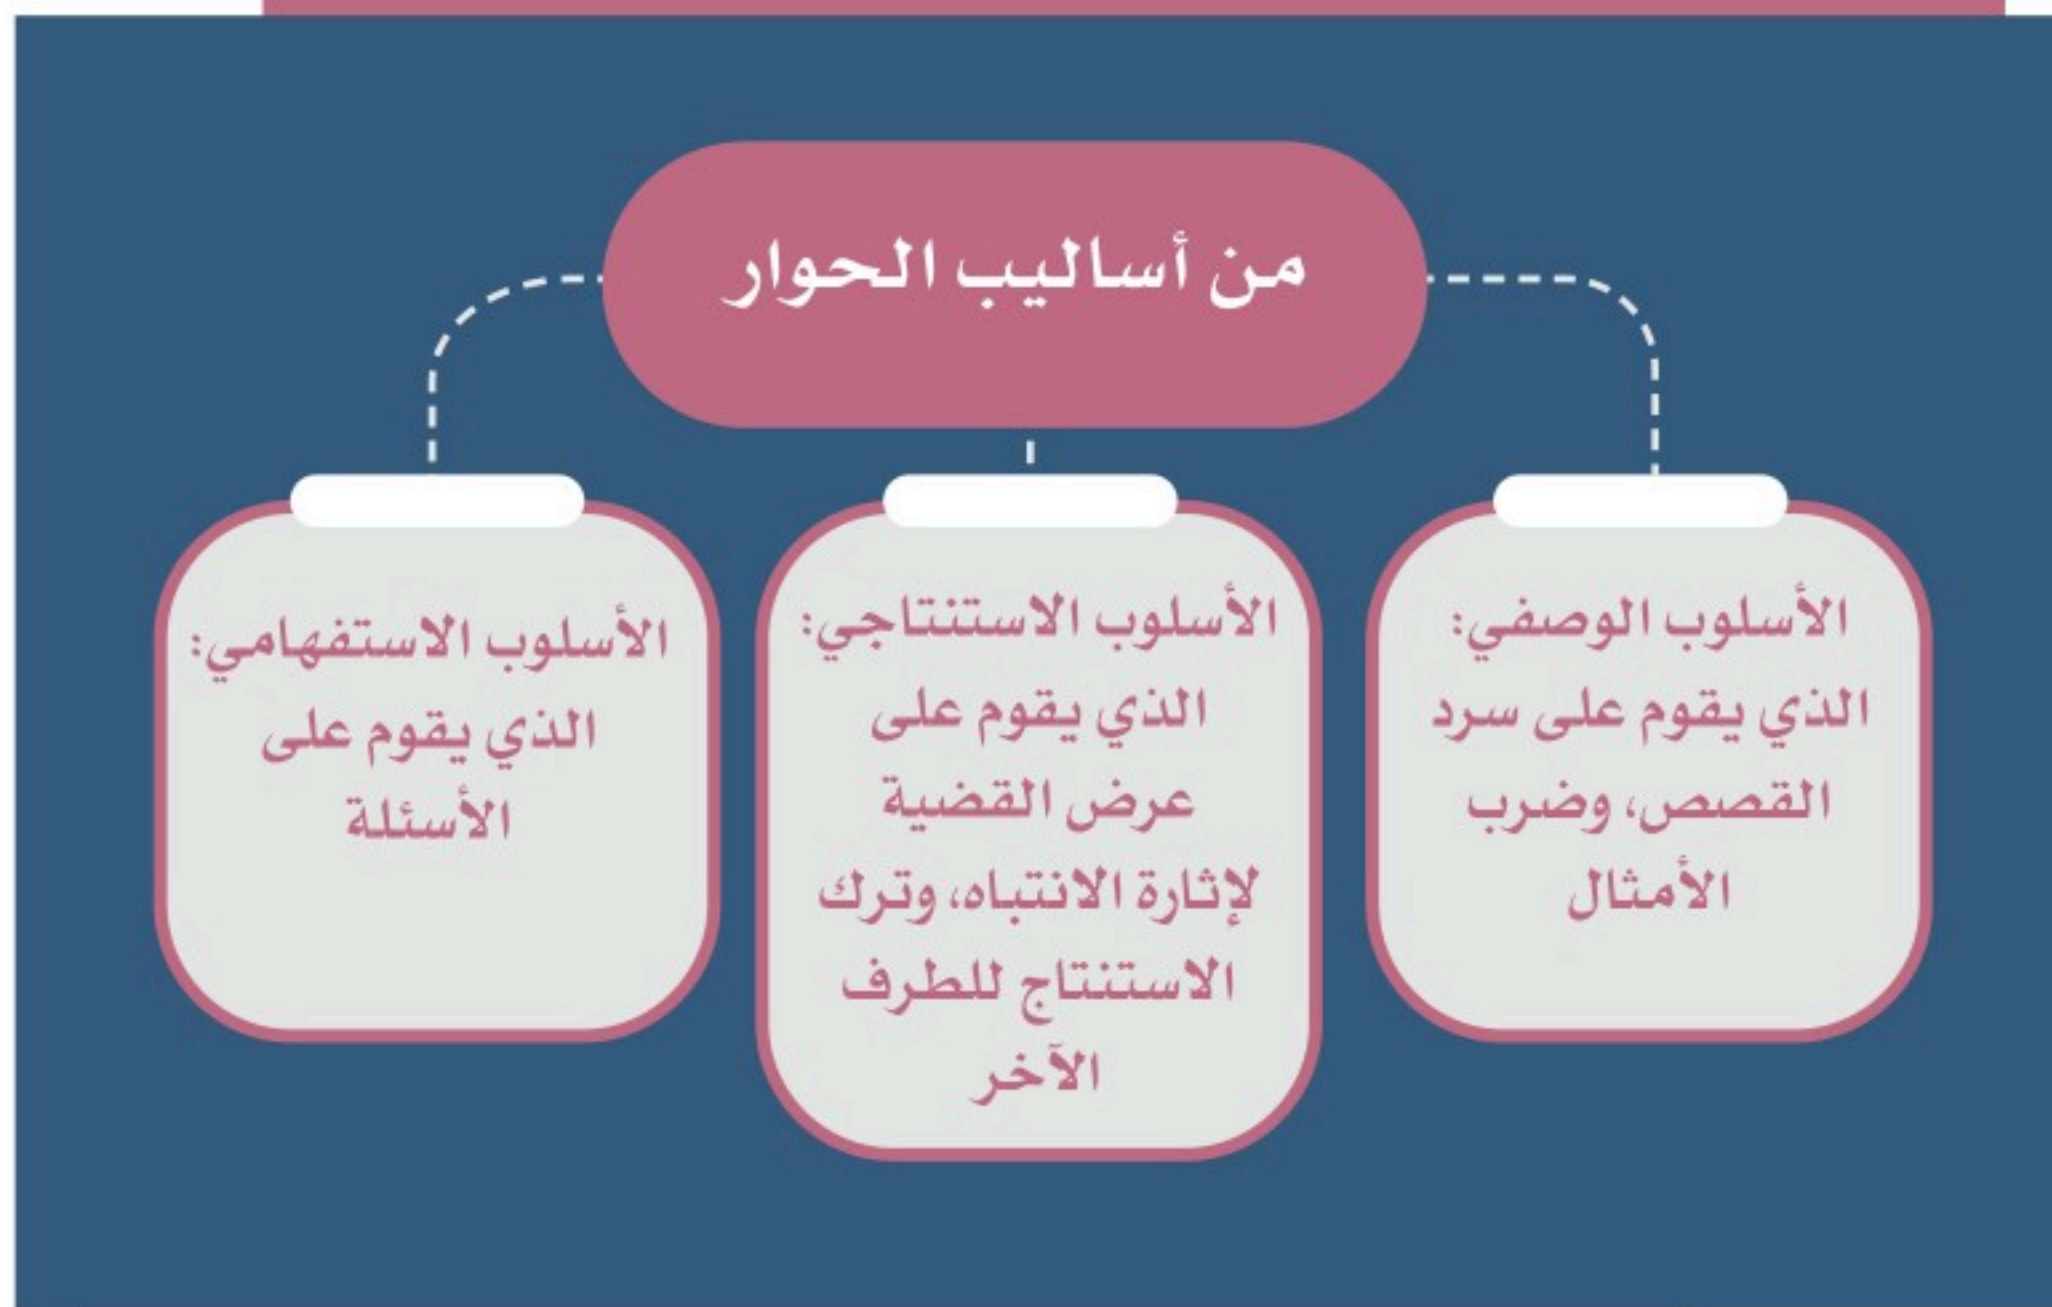 من أساليب الحوار
الأسلوب الوصفي:
الذي يقوم على سرد
القصص، وضرب
الأمثال
الأسلوب الاستنتاجي:
الذي يقوم على
عرض القضية
لإثارة الانتباه، وترك
الاستنتاج للطرف
الآخر
الأسلوب الاستفهامي:
الذي يقوم على
الأسئلة